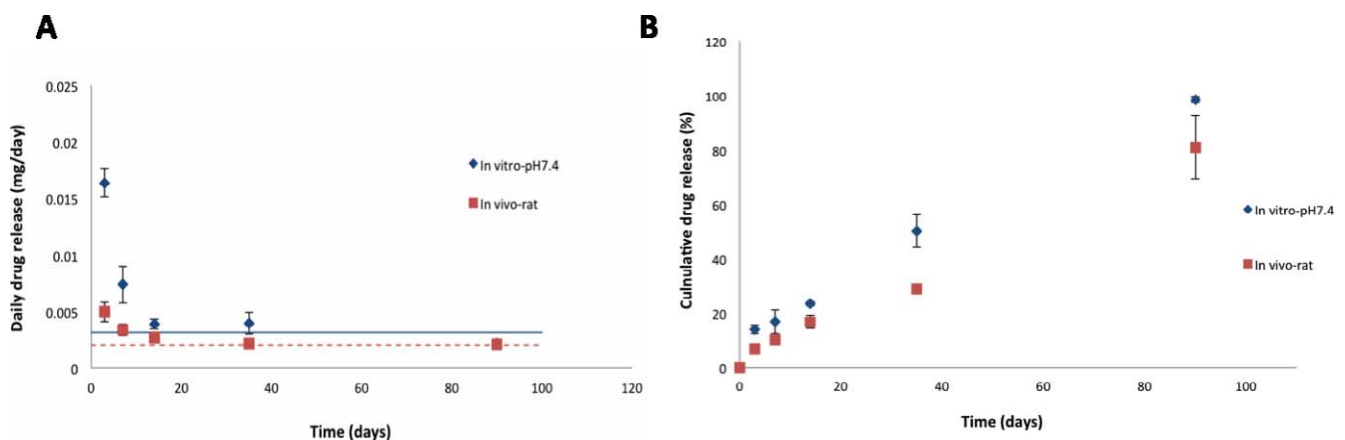 A
Daily drug release (mg/day)
0.025
0.02
0.015
0.01
0.005
0
0 20 40 60 80 100 120
Time (days)
In vitro-pH7.4
In vivo-rat
B
Culnulative drug release (%)
120
100
80
60
40
20
0
0 20 40 60 80 100
Time (days)
In vitro-pH7.4
In vivo-rat